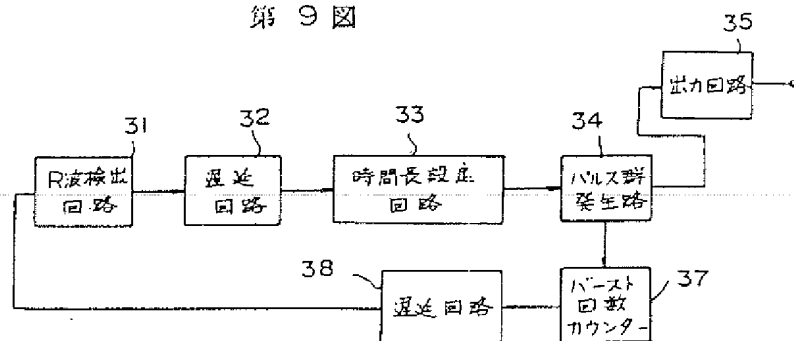 第 9 図
35
出力回路
31
32
33
34
R波検出
回路
遅延
回路
時間長設定
回路
パルス群
発生路
38
37
遅延回路
バースト
回数
カウンター